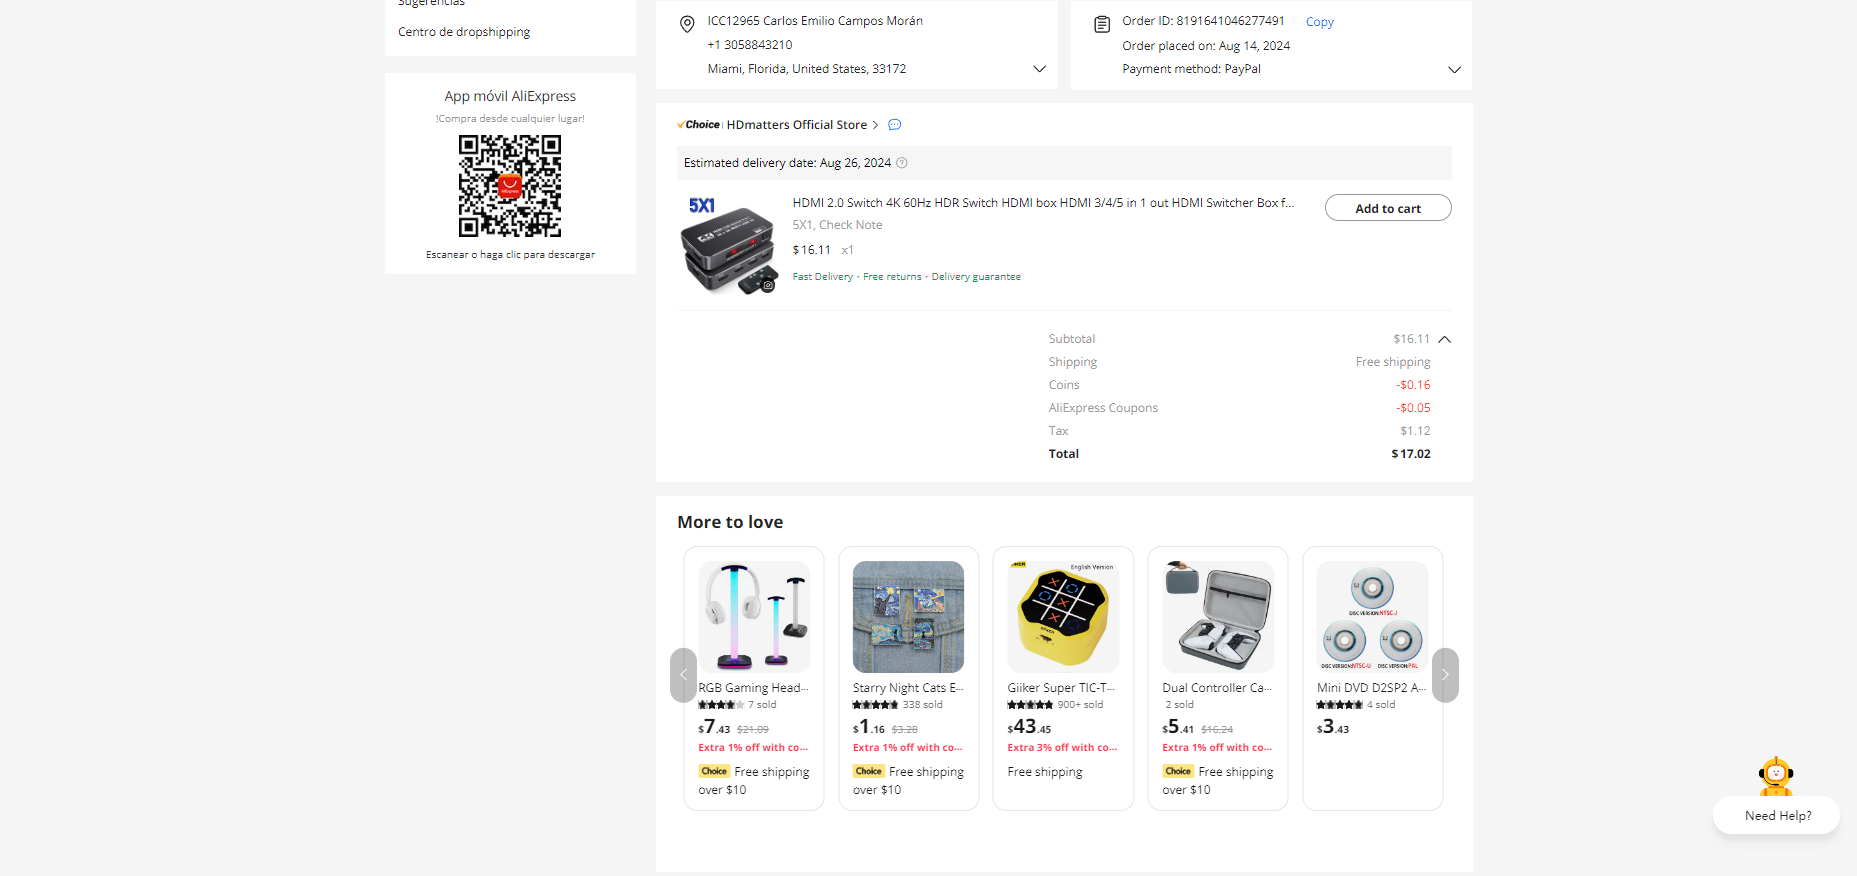 Sugerencias
Centro de dropshipping
App móvil AliExpress
!Compra desde cualquier lugar!
AliExpress
Escanear o haga clic para descargar
ICC12965 Carlos Emilio Campos Morán
+1 3058843210
Miami, Florida, United States, 33172
Order ID: 8191641046277491 Copy
Order placed on: Aug 14, 2024
Payment method: PayPal
Choice HDmatters Official Store
Estimated delivery date: Aug 26, 2024
5X1
HDMI 2.0 Switch 4K 60Hz HDR Switch HDMI box HDMI 3/4/5 in 1 out HDMI Switcher Box f...
Add to cart
5X1, Check Note
$16.11 x1
Fast Delivery · Free returns · Delivery guarantee
Subtotal $16.11
Shipping Free shipping
Coins -$0.16
AliExpress Coupons -$0.05
Tax $1.12
Total $17.02
More to love
RGB Gaming Head...
7 sold
$7.43 $21.09
Extra 1% off with co...
Choice Free shipping
over $10
Starry Night Cats E...
338 sold
$1.16 $3.28
Extra 1% off with co...
Choice Free shipping
over $10
English Version
Giiker Super TIC-T...
900+ sold
$43.45
Extra 3% off with co...
Free shipping
Dual Controller Ca...
2 sold
$5.41 $16.24
Extra 1% off with co...
Choice Free shipping
over $10
DISC VERSION:NTSC-J
DISC VERSION:NTSC-U DISC VERSION:PAL
Mini DVD D2SP2 A...
4 sold
$3.43
Need Help?